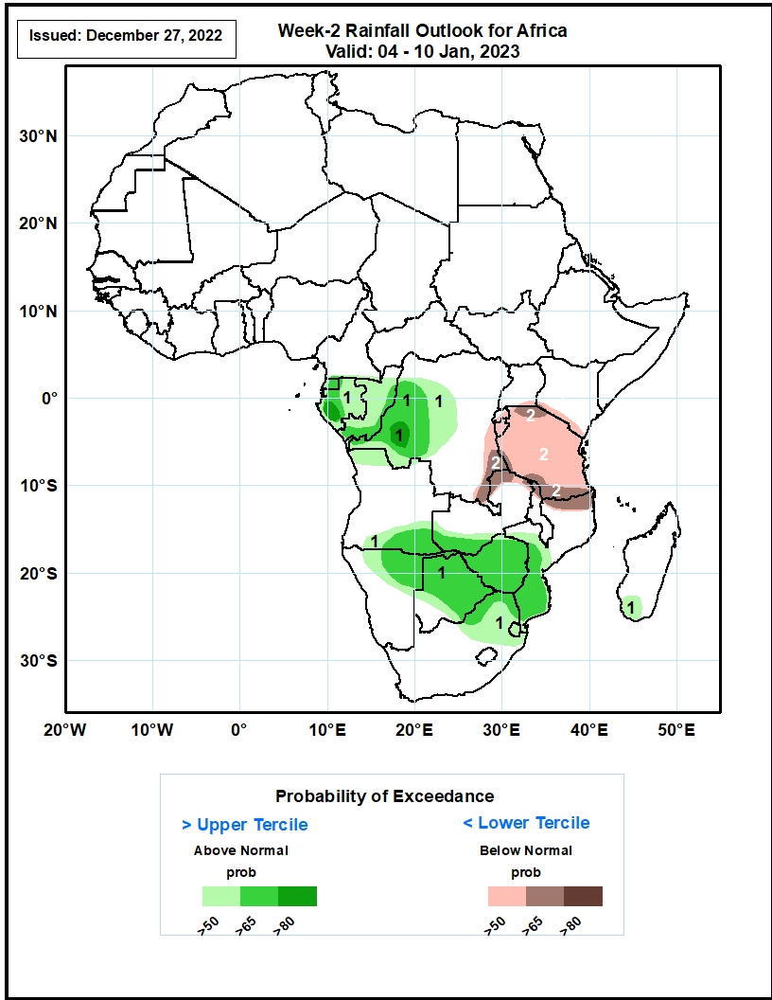 Issued: December 27, 2022
Week-2 Rainfall Outlook for Africa
Valid: 04 - 10 Jan, 2023
30°N
20°N
10°N
0°
10°S
20°S
30°S
1
1
1
1
2
2
2
2
1
1
1
1
20°W
10°W
0°
10°E
20°E
30°E
40°E
50°E
Probability of Exceedance
> Upper Tercile
< Lower Tercile
Above Normal
Below Normal
prob
prob
>50
>65
>80
>50
>65
>80